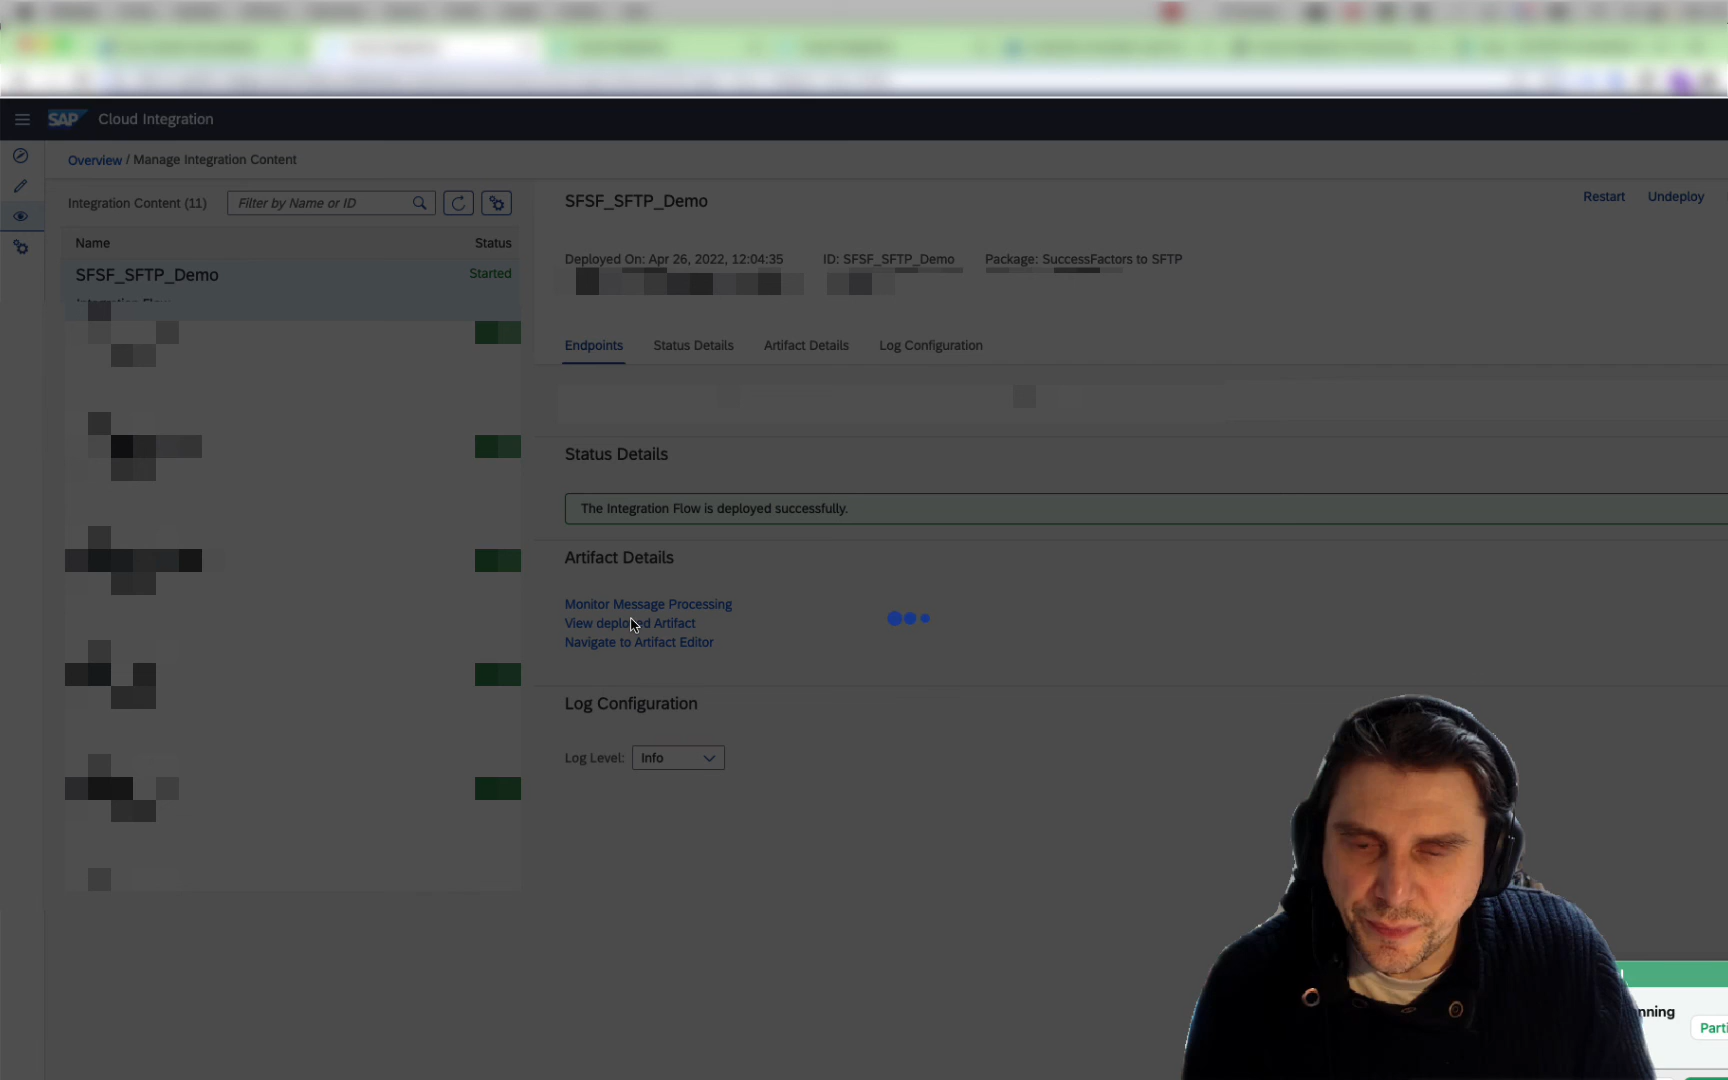 SAP Cloud Integration
Overview / Manage Integration Content
Integration Content (11)
Filter by Name or ID
Name
Status
SFSF_SFTP_Demo
Started
Integration Flow
SFSF_SFTP_Demo
Restart
Undeploy
Deployed On: Apr 26, 2022, 12:04:35
ID: SFSF_SFTP_Demo
Package: SuccessFactors to SFTP
Endpoints
Status Details
Artifact Details
Log Configuration
Status Details
The Integration Flow is deployed successfully.
Artifact Details
Monitor Message Processing
View deployed Artifact
Navigate to Artifact Editor
Log Configuration
Log Level: Info
nning
Parti